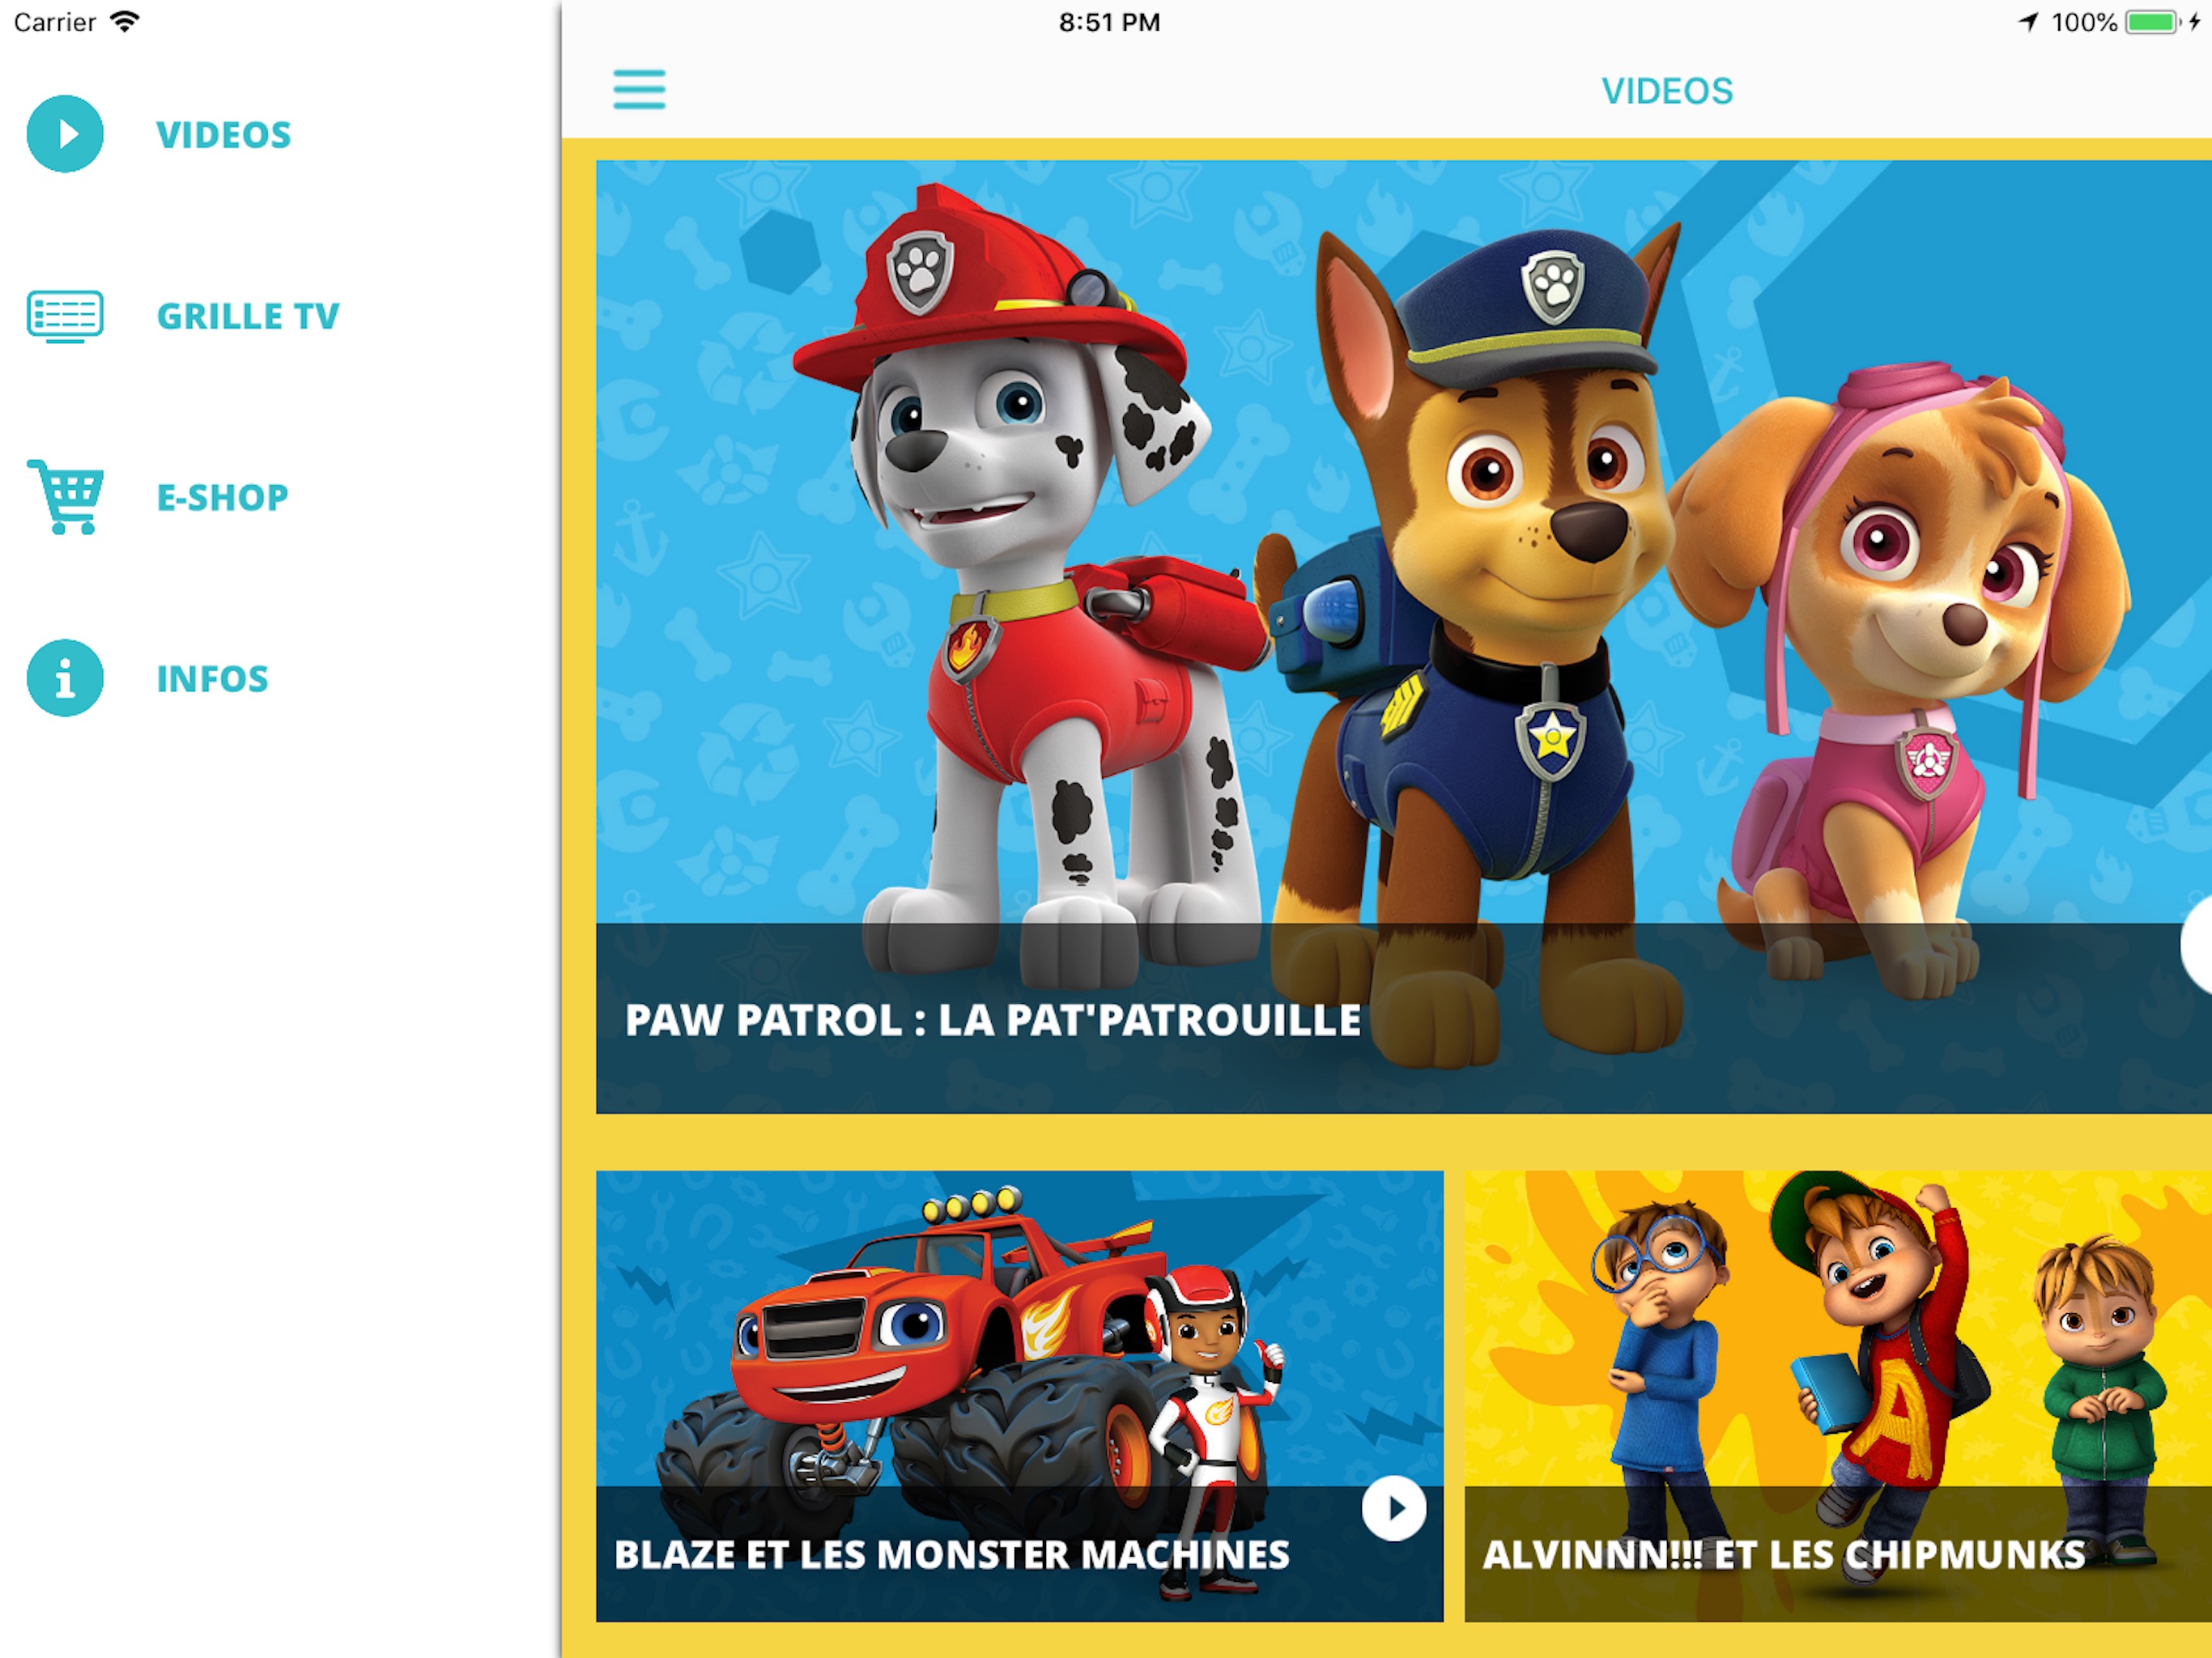 Carrier
8:51 PM
100%
VIDEOS
GRILLE TV
E-SHOP
INFOS
VIDEOS
PAW PATROL : LA PAT'PATROUILLE
BLAZE ET LES MONSTER MACHINES
A
ALVINNN!!! ET LES CHIPMUNKS